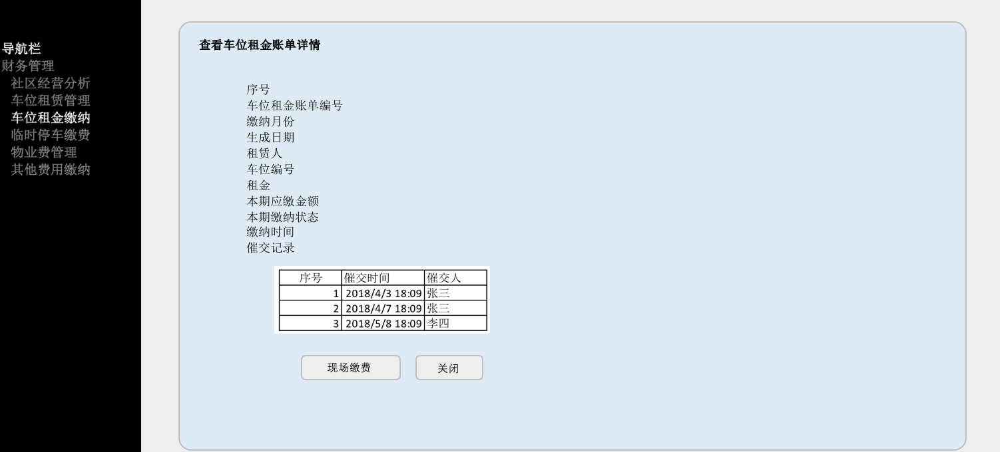 导航栏
财务管理
社区经营分析
车位租赁管理
车位租金缴纳
临时停车缴费
物业费管理
其他费用缴纳
查看车位租金账单详情
序号
车位租金账单编号
缴纳月份
生成日期
租赁人
车位编号
租金
本期应缴金额
本期缴纳状态
缴纳时间
催交记录
序号 催交时间 催交人
1 2018/4/3 18:09 张三
2 2018/4/7 18:09 张三
3 2018/5/8 18:09 李四
现场缴费 关闭